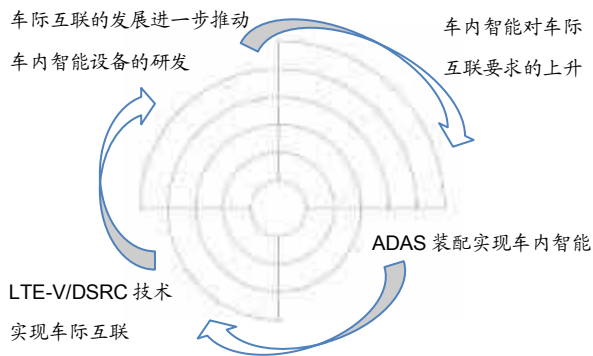 车际互联的发展进一步推动
车内智能设备的研发
车内智能对车际
互联要求的上升
ADAS 装配实现车内智能
LTE-V/DSRC 技术
实现车际互联